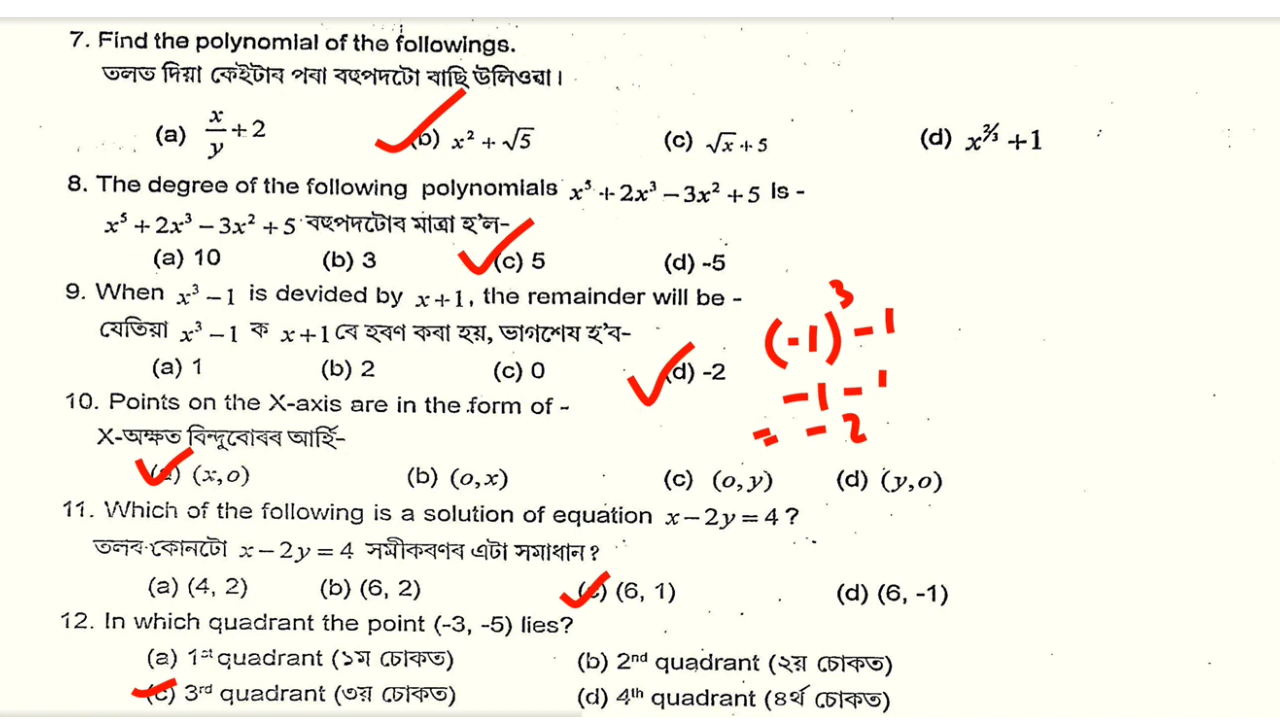 7. Find the polynomial of the followings.
তলত দিয়া কেইটাৰ পৰা বহুপদটো বাছি উলিওৱা।
(a) x/y + 2 (b) x² + √5 (c) √x + 5 (d) x^⅔ + 1
8. The degree of the following polynomials x⁵ + 2x³ – 3x² + 5 is -
x⁵ + 2x³ – 3x² + 5 বহুপদটোৰ মাত্ৰা হ'ল-
(a) 10 (b) 3 (c) 5 (d) -5
9. When x³ – 1 is devided by x + 1, the remainder will be -
যেতিয়া x³ – 1 ক x + 1 ৰে হৰণ কৰা হয়, ভাগশেষ হ'ব-
(a) 1 (b) 2 (c) 0 (d) -2
(-1)³ - 1
-1 - 1
= -2
10. Points on the X-axis are in the form of -
X-অক্ষত বিন্দুবোৰৰ আৰ্হি-
(x, o) (b) (o, x) (c) (o, y) (d) (y, o)
11. Which of the following is a solution of equation x – 2y = 4 ?
তলৰ কোনটো x – 2y = 4 সমীকৰণৰ এটা সমাধান ?
(a) (4, 2) (b) (6, 2) (c) (6, 1) (d) (6, -1)
12. In which quadrant the point (-3, -5) lies?
(a) 1st quadrant (১ম চোকত) (b) 2nd quadrant (২য় চোকত)
(c) 3rd quadrant (৩য় চোকত) (d) 4th quadrant (৪ৰ্থ চোকত)